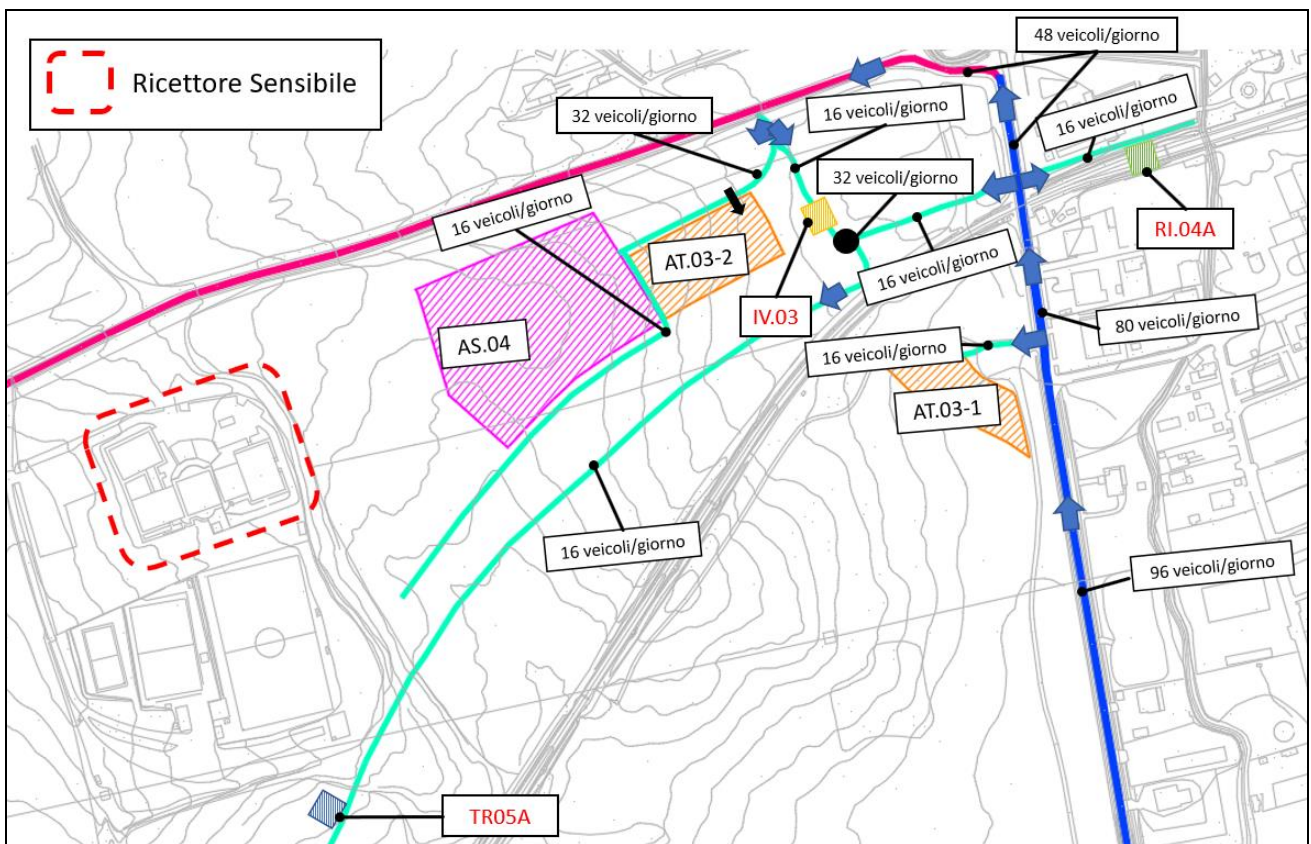 48 veicoli/giorno
Ricettore Sensibile
32 veicoli/giorno
16 veicoli/giorno
16 veicoli/giorno
32 veicoli/giorno
16 veicoli/giorno
RI.04A
AT.03-2
16 veicoli/giorno
IV.03
AS.04
80 veicoli/giorno
16 veicoli/giorno
AT.03-1
16 veicoli/giorno
96 veicoli/giorno
TR05A